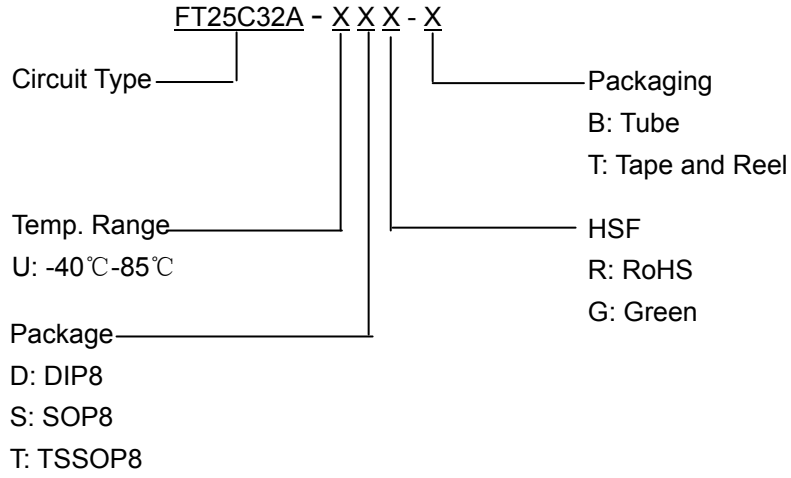 FT25C32A - X X X - X
Circuit Type
Packaging
B: Tube
T: Tape and Reel
Temp. Range
U: -40℃-85℃
HSF
R: RoHS
G: Green
Package
D: DIP8
S: SOP8
T: TSSOP8